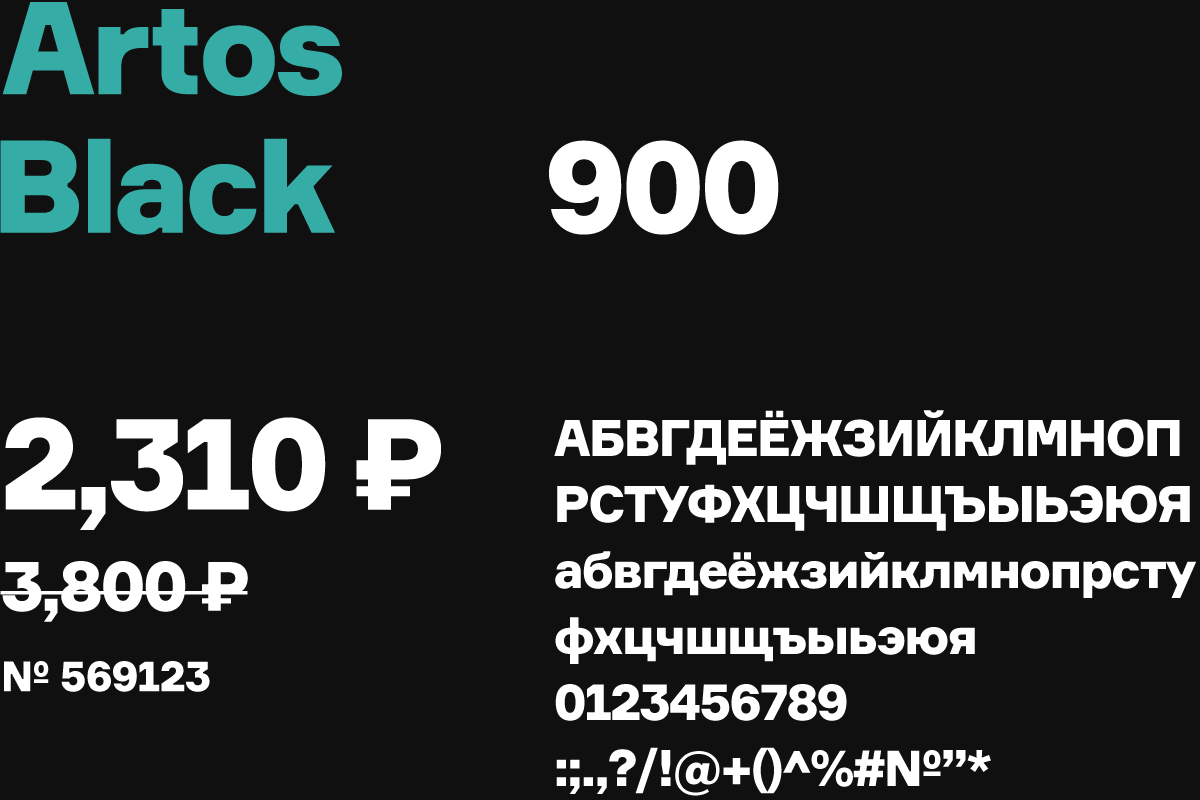 Artos
Black
900
2,310 ₽
3,800 ₽
№ 569123
АБВГДЕЁЖЗИЙКЛМНОП
РСТУФХЦЧШЩЪЫЬЭЮЯ
абвгдеёжзийклмнопрсту
фхцчшщъыьэюя
0123456789
:;.,?/!@+()^%#№”*